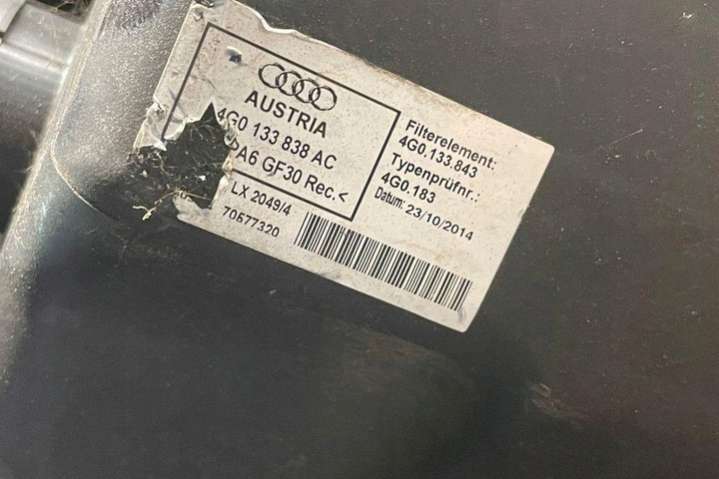 AUSTRIA
4G0 133 838 AC
PA6 GF30 Rec.<
LX 2049/4
70577320
Filterelement:
4G0.133.843
Typenprüfnr.:
4G0.183
Datum: 23/10/2014